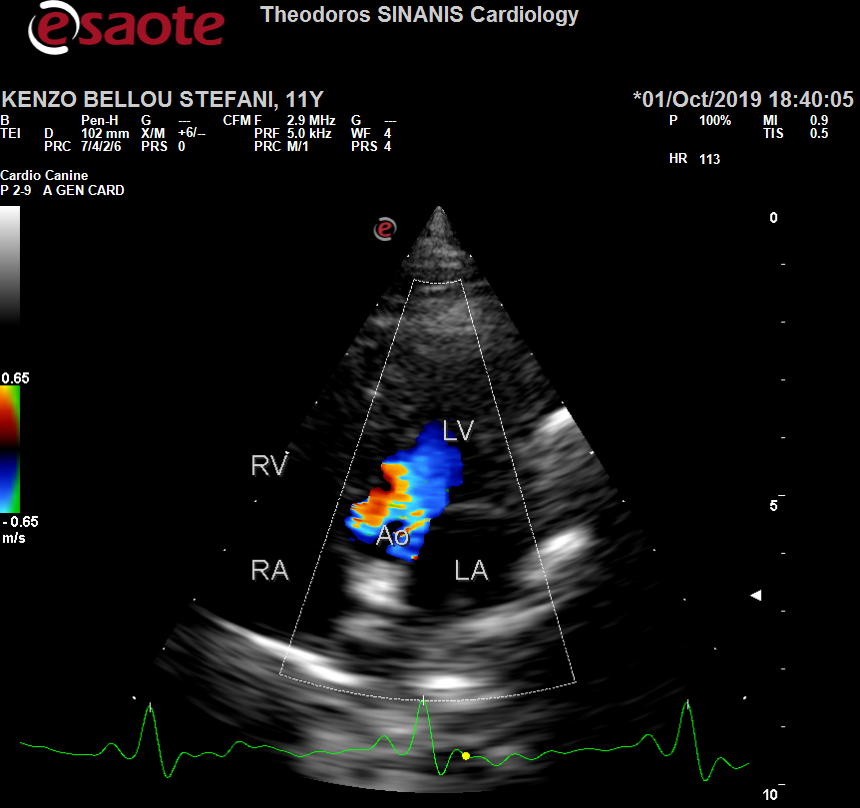 esaote
Theodoros SINANIS Cardiology
KENZO BELLOU STEFANI, 11Y
*01/Oct/2019 18:40:05
B Pen-H G --- CFM F 2.9 MHz G --- P 100% MI 0.9
TEI D 102 mm X/M +6/-- PRF 5.0 kHz WF 4 TIS 0.5
PRC 7/4/2/6 PRS 0 PRC M/1 PRS 4
HR 113
Cardio Canine
P 2-9 A GEN CARD
e
0
0.65
LV
RV
5
- 0.65
m/s
Ao
RA
LA
10